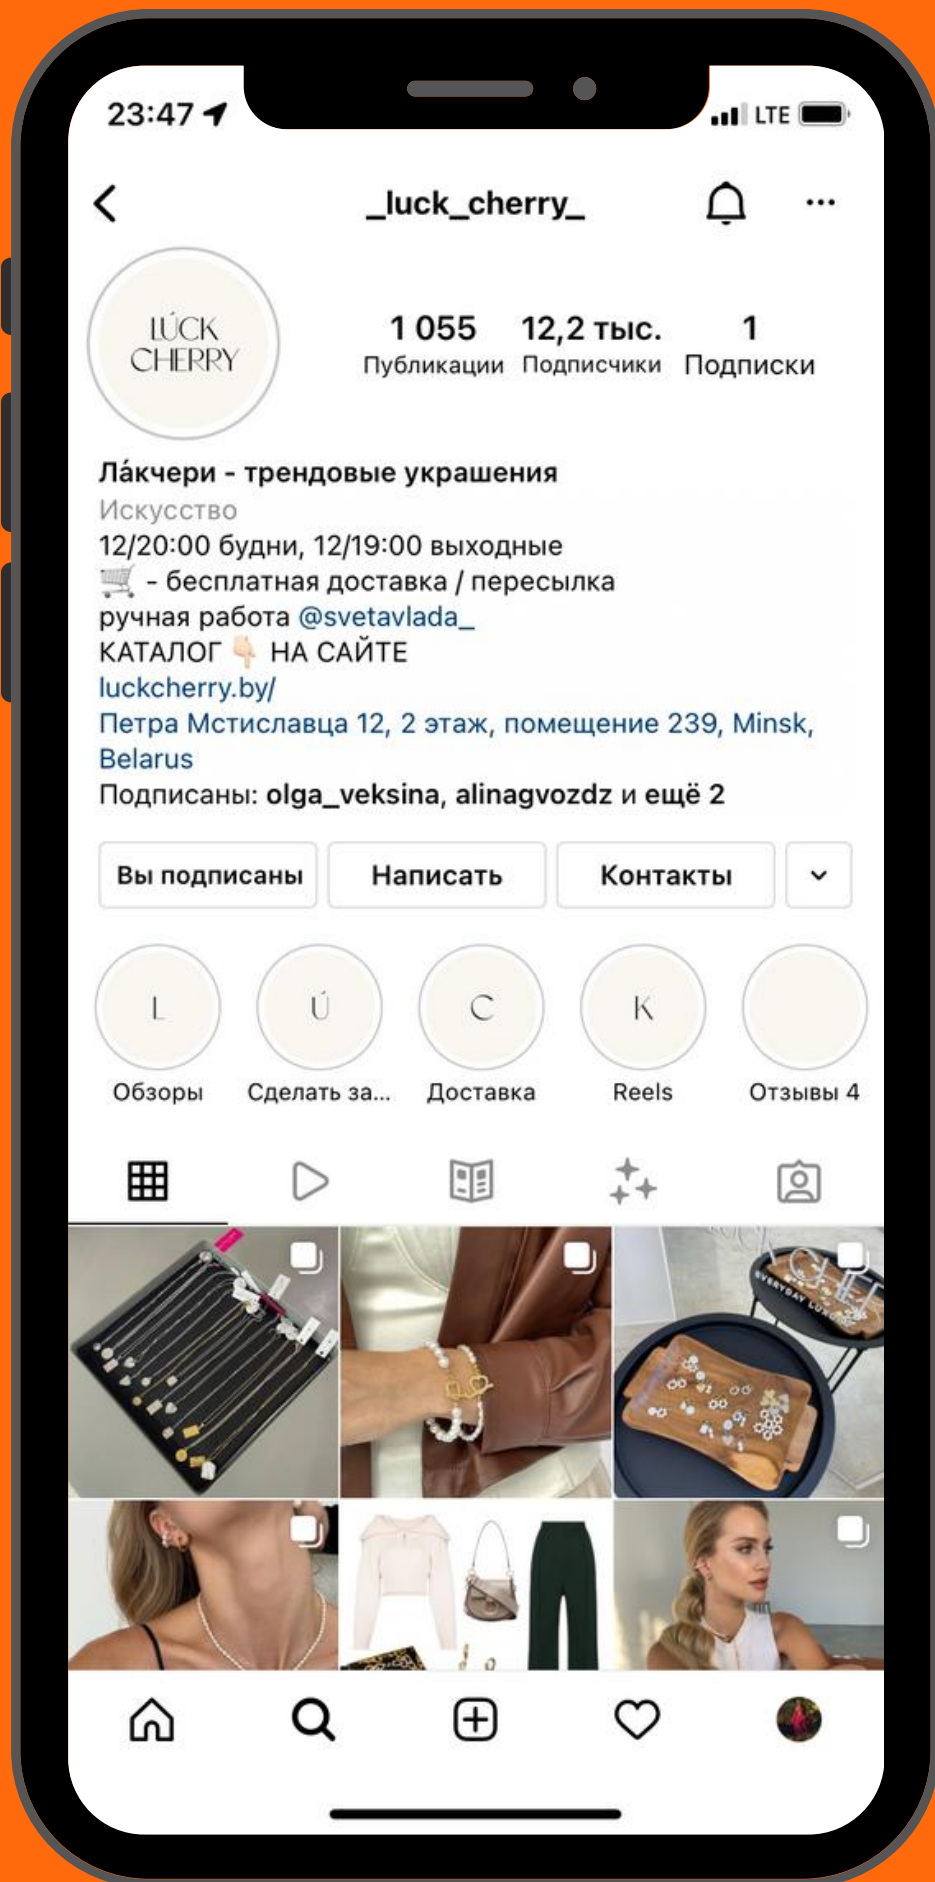 23:47
LTE
_luck_cherry_
LÚCK
CHERRY
1 055 12,2 тыс. 1
Публикации Подписчики Подписки
Ла́кчери - трендовые украшения
Искусство
12/20:00 будни, 12/19:00 выходные
🛒 - бесплатная доставка / пересылка
ручная работа @svetavlada_
КАТАЛОГ 👇🏻 НА САЙТЕ
luckcherry.by/
Петра Мстиславца 12, 2 этаж, помещение 239, Minsk,
Belarus
Подписаны: olga_veksina, alinagvozdz и ещё 2
Вы подписаны Написать Контакты
L Ú C K
Обзоры Сделать за... Доставка Reels Отзывы 4